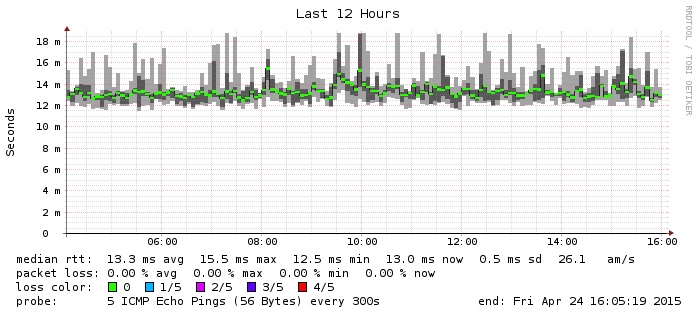 Last 12 Hours
RRDTOOL / TOBI OETIKER
Seconds
18 m
16 m
14 m
12 m
10 m
8 m
6 m
4 m
2 m
0
06:00 08:00 10:00 12:00 14:00 16:00
median rtt: 13.3 ms avg 15.5 ms max 12.5 ms min 13.0 ms now 0.5 ms sd 26.1 am/s
packet loss: 0.00 % avg 0.00 % max 0.00 % min 0.00 % now
loss color: 0 1/5 2/5 3/5 4/5
probe: 5 ICMP Echo Pings (56 Bytes) every 300s end: Fri Apr 24 16:05:19 2015